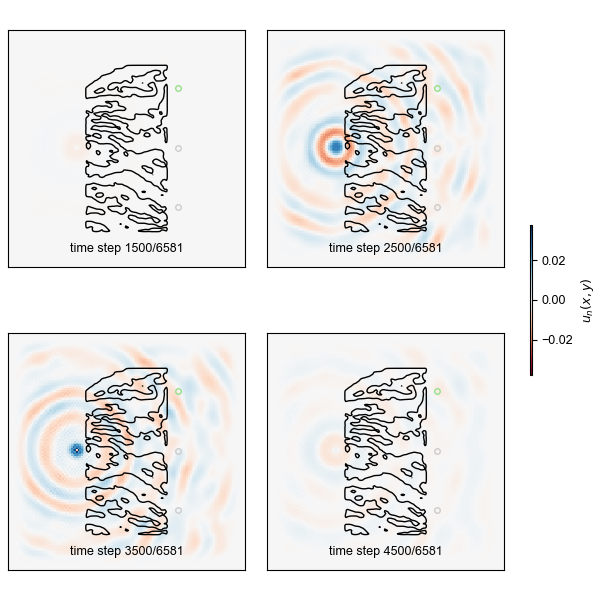 time step 1500/6581
time step 2500/6581
0.02
0.00
−0.02
uₙ(x, y)
time step 3500/6581
time step 4500/6581